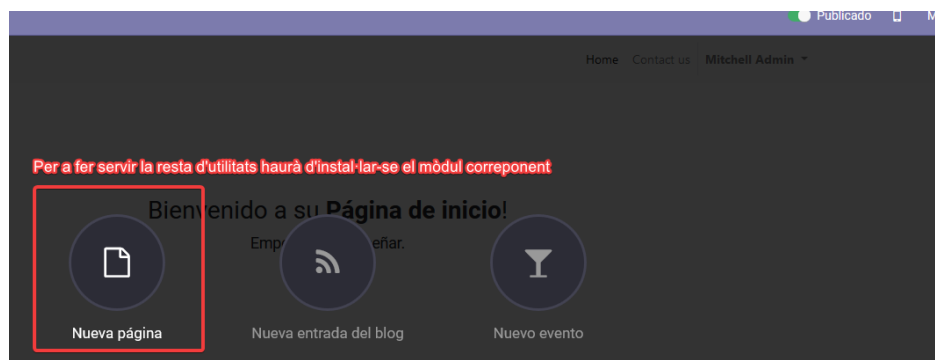 Publicado
Home Contact us Mitchell Admin
Per a fer servir la resta d'utilitats haurà d'instal·lar-se el mòdul correponent
Bienvenido a su Página de inicio!
Nueva página
Nueva entrada del blog
Nuevo evento